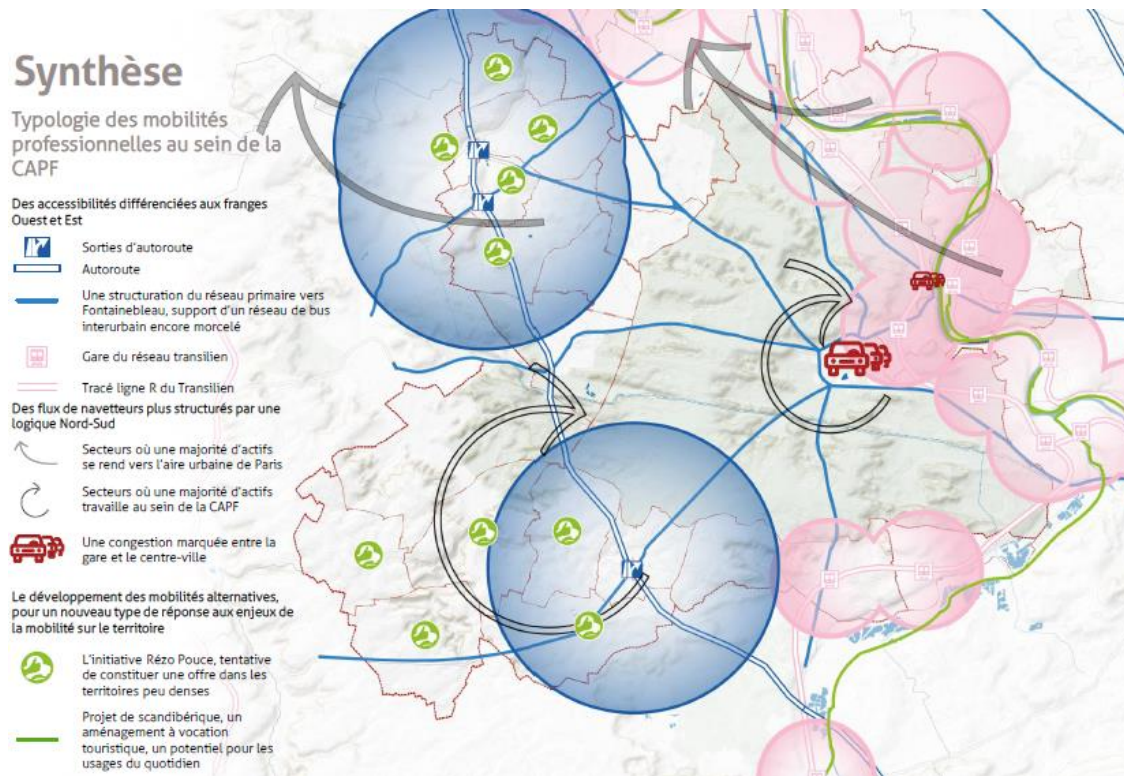 Synthèse
Typologie des mobilités
professionnelles au sein de la
CAPF
Des accessibilités différenciées aux franges
Ouest et Est
Sorties d'autoroute
Autoroute
Une structuration du réseau primaire vers
Fontainebleau, support d'un réseau de bus
interurbain encore morcelé
Gare du réseau transilien
Tracé ligne R du Transilien
Des flux de navetteurs plus structurés par une
logique Nord-Sud
Secteurs où une majorité d'actifs
se rend vers l'aire urbaine de Paris
Secteurs où une majorité d'actifs
travaille au sein de la CAPF
Une congestion marquée entre la
gare et le centre-ville
Le développement des mobilités alternatives,
pour un nouveau type de réponse aux enjeux de
la mobilité sur le territoire
L'initiative Rézo Pouce, tentative
de constituer une offre dans les
territoires peu denses
Projet de scandibérique, un
aménagement à vocation
touristique, un potentiel pour les
usages du quotidien